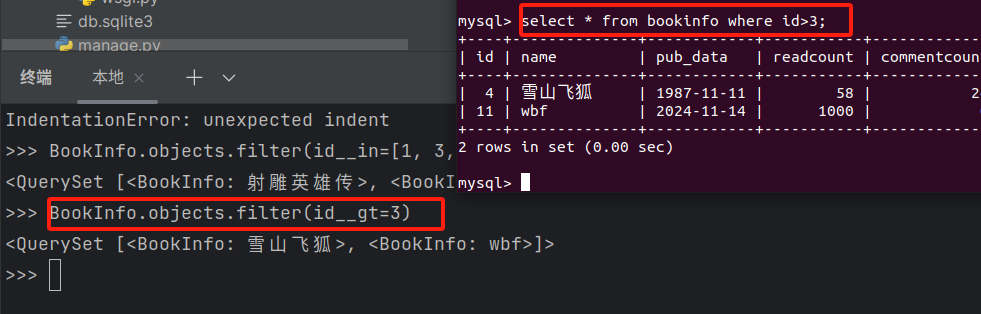 wsgi.py
db.sqlite3
manage.py
终端
本地 ×
IndentationError: unexpected indent
>>> BookInfo.objects.filter(id__in=[1, 3,
<QuerySet [<BookInfo: 射雕英雄传>, <BookI
>>> BookInfo.objects.filter(id__gt=3)
<QuerySet [<BookInfo: 雪山飞狐>, <BookInfo: wbf>]>
>>>
mysql> select * from bookinfo where id>3;
+----+--------------+------------+-----------+------------
| id | name | pub_data | readcount | commentcoun
+----+--------------+------------+-----------+------------
| 4 | 雪山飞狐 | 1987-11-11 | 58 | 2
| 11 | wbf | 2024-11-14 | 1000 |
+----+--------------+------------+-----------+------------
2 rows in set (0.00 sec)
mysql>